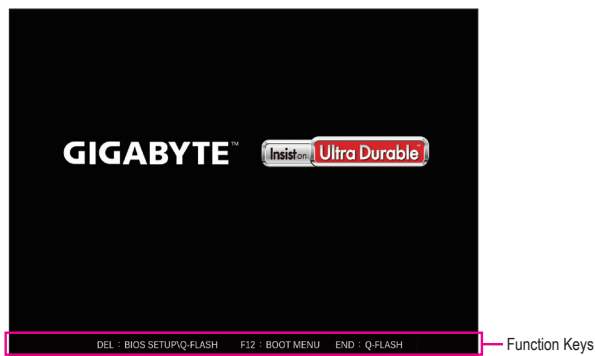 GIGABYTE™
Insist on Ultra Durable™
DEL : BIOS SETUP\Q-FLASH F12 : BOOT MENU END : Q-FLASH
Function Keys